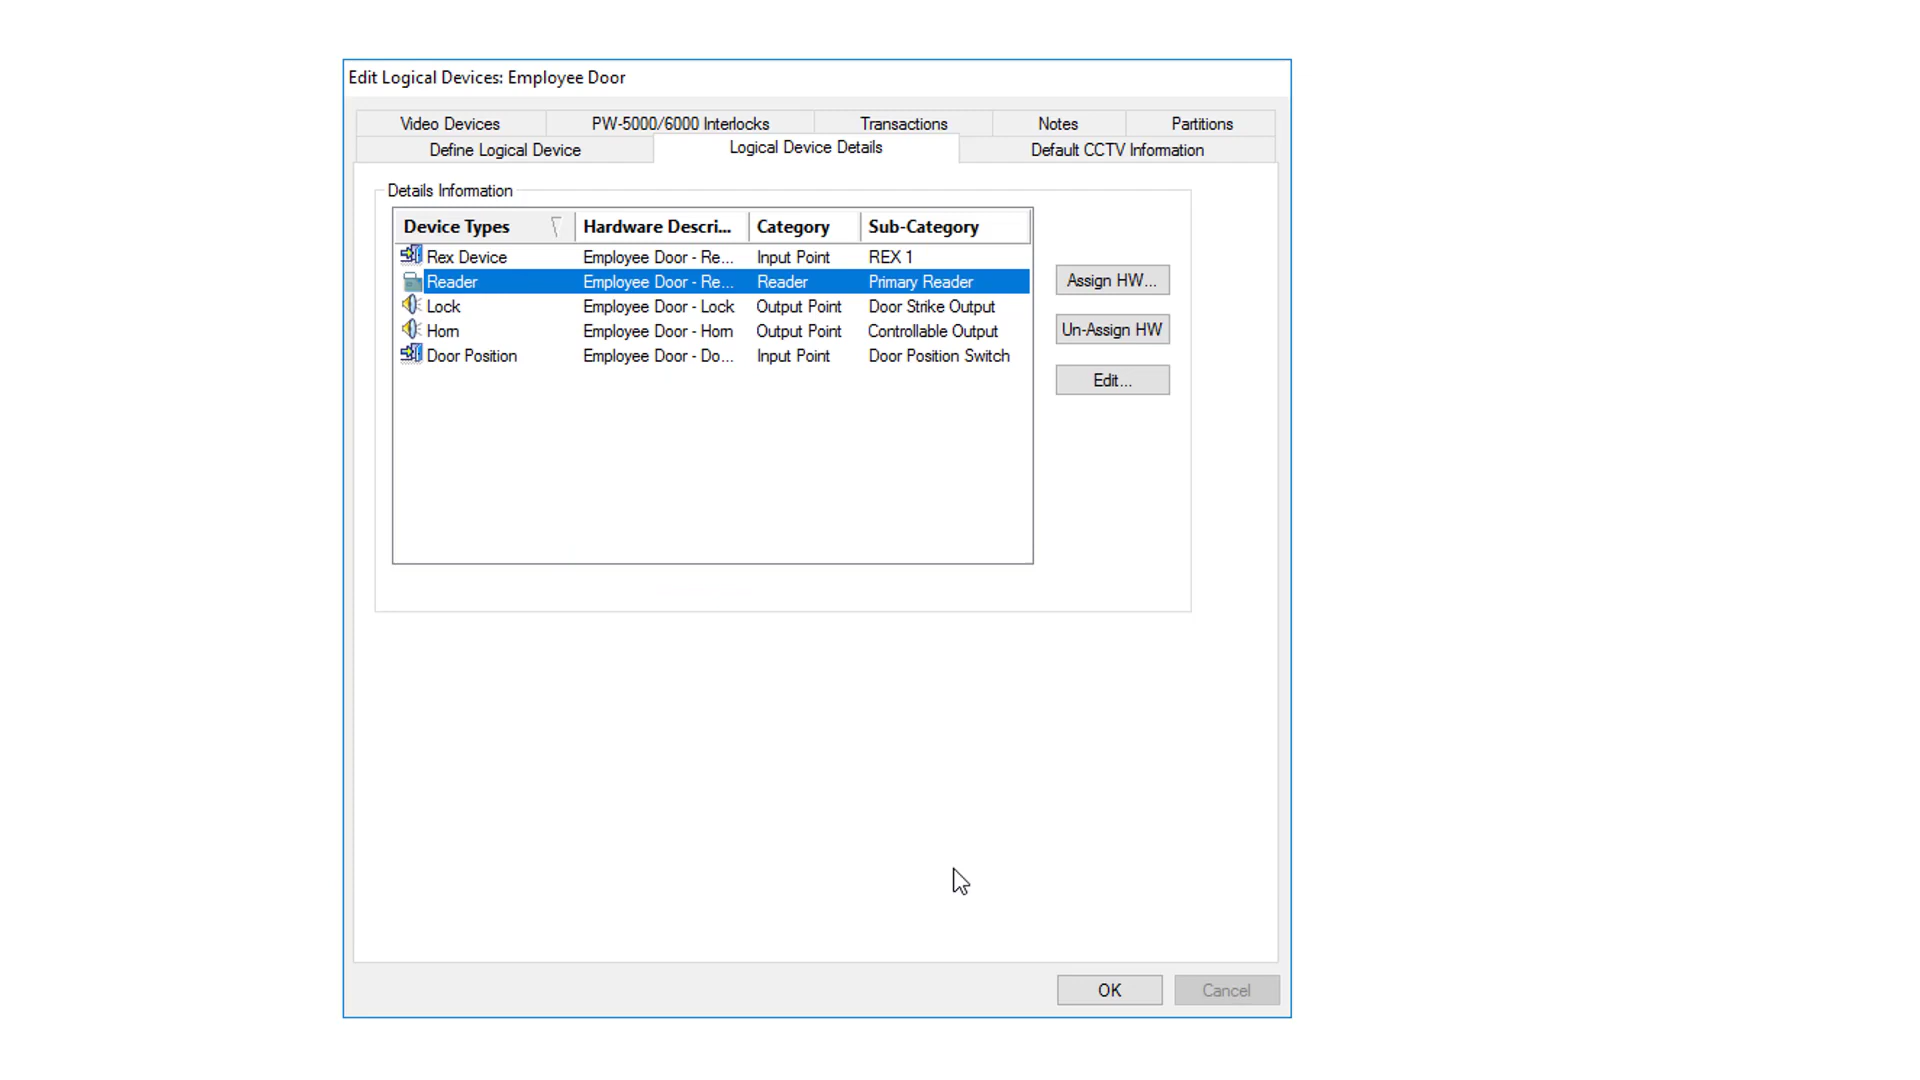 Edit Logical Devices: Employee Door
Video Devices PW-5000/6000 Interlocks Transactions Notes Partitions
Define Logical Device Logical Device Details Default CCTV Information
Details Information
Device Types Hardware Descri... Category Sub-Category
Rex Device Employee Door - Re... Input Point REX 1
Reader Employee Door - Re... Reader Primary Reader
Lock Employee Door - Lock Output Point Door Strike Output
Horn Employee Door - Horn Output Point Controllable Output
Door Position Employee Door - Do... Input Point Door Position Switch
Assign HW...
Un-Assign HW
Edit...
OK Cancel